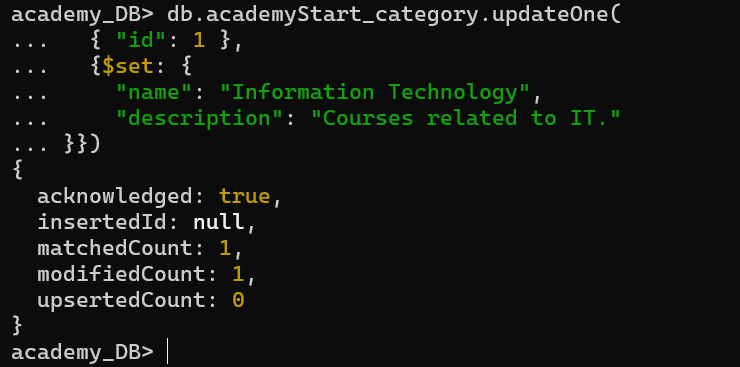 academy_DB> db.academyStart_category.updateOne(
...   { "id": 1 },
...   {$set: {
...     "name": "Information Technology",
...     "description": "Courses related to IT."
... }})
{
  acknowledged: true,
  insertedId: null,
  matchedCount: 1,
  modifiedCount: 1,
  upsertedCount: 0
}
academy_DB>